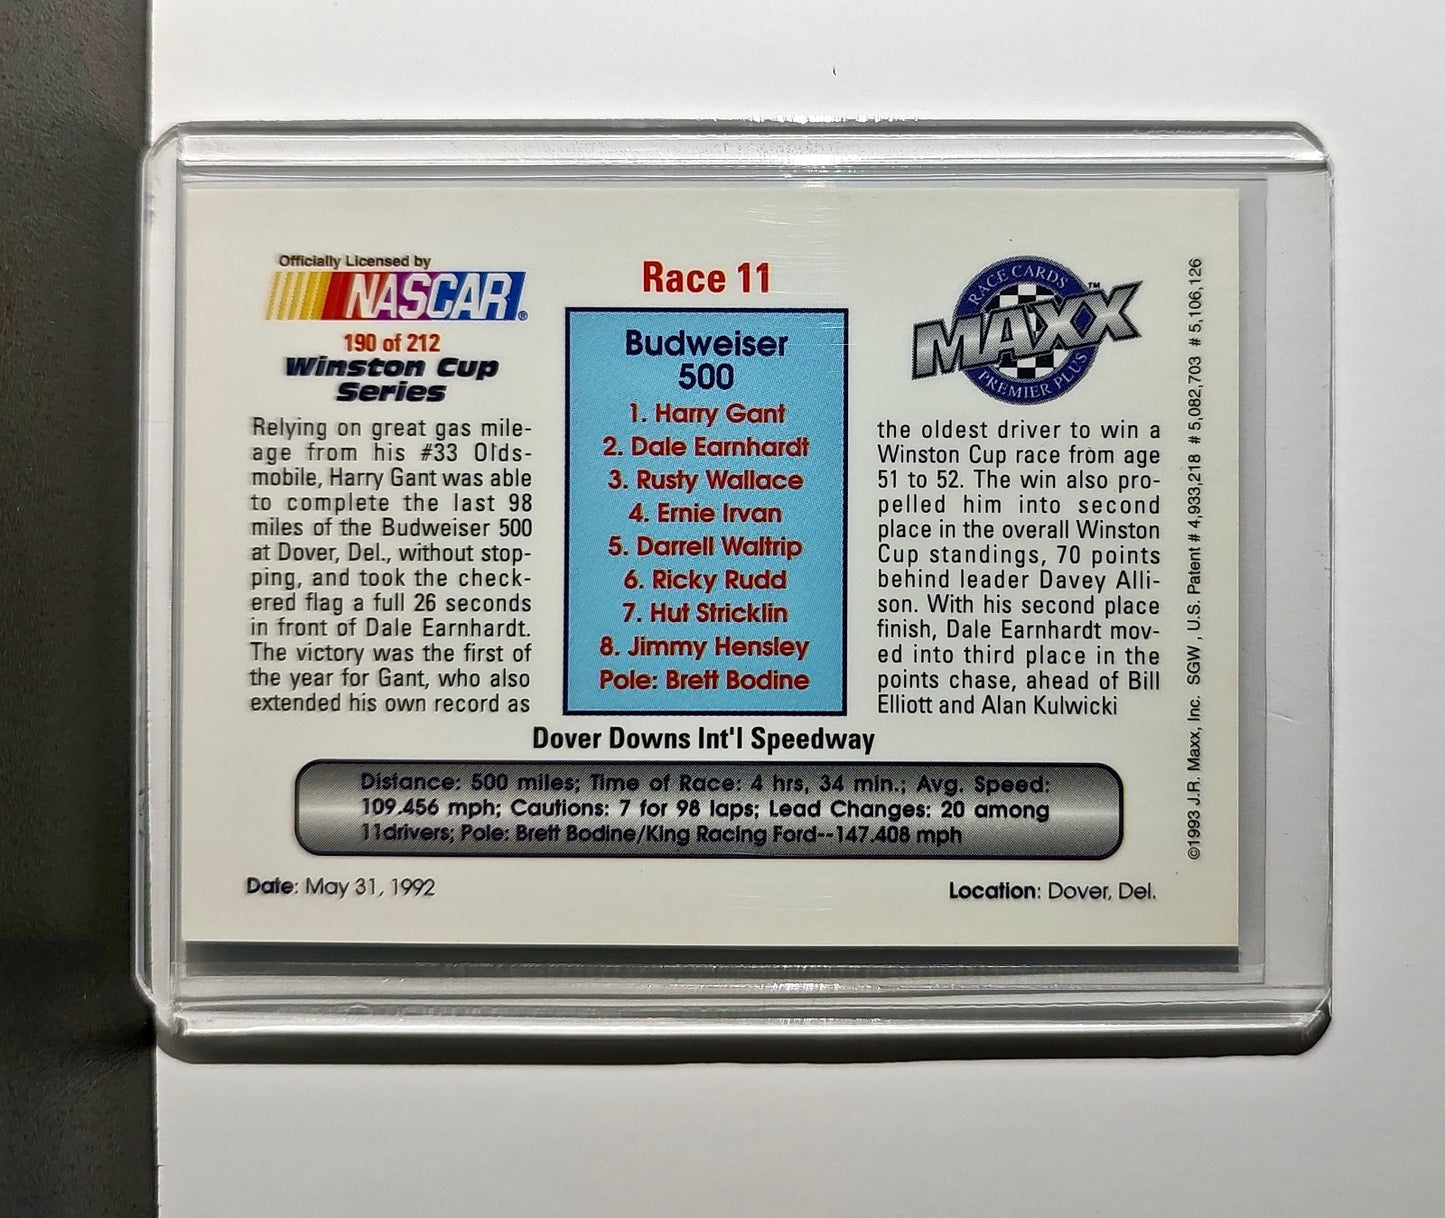 Officially Licensed by
NASCAR®
190 of 212
Winston Cup
Series
Relying on great gas mile-
age from his #33 Olds-
mobile, Harry Gant was able
to complete the last 98
miles of the Budweiser 500
at Dover, Del., without stop-
ping, and took the check-
ered flag a full 26 seconds
in front of Dale Earnhardt.
The victory was the first of
the year for Gant, who also
extended his own record as
Race 11
Budweiser
500
1. Harry Gant
2. Dale Earnhardt
3. Rusty Wallace
4. Ernie Irvan
5. Darrell Waltrip
6. Ricky Rudd
7. Hut Stricklin
8. Jimmy Hensley
Pole: Brett Bodine
RACE CARDS
MAXX™
PREMIER PLUS
the oldest driver to win a
Winston Cup race from age
51 to 52. The win also pro-
pelled him into second
place in the overall Winston
Cup standings, 70 points
behind leader Davey Alli-
son. With his second place
finish, Dale Earnhardt mov-
ed into third place in the
points chase, ahead of Bill
Elliott and Alan Kulwicki
Dover Downs Int'l Speedway
Distance: 500 miles; Time of Race: 4 hrs, 34 min.; Avg. Speed:
109.456 mph; Cautions: 7 for 98 laps; Lead Changes: 20 among
11drivers; Pole: Brett Bodine/King Racing Ford--147.408 mph
Date: May 31, 1992
Location: Dover, Del.
©1993 J.R. Maxx, Inc. SGW, U.S. Patent # 4,933,218 # 5,082,703 # 5,106,126